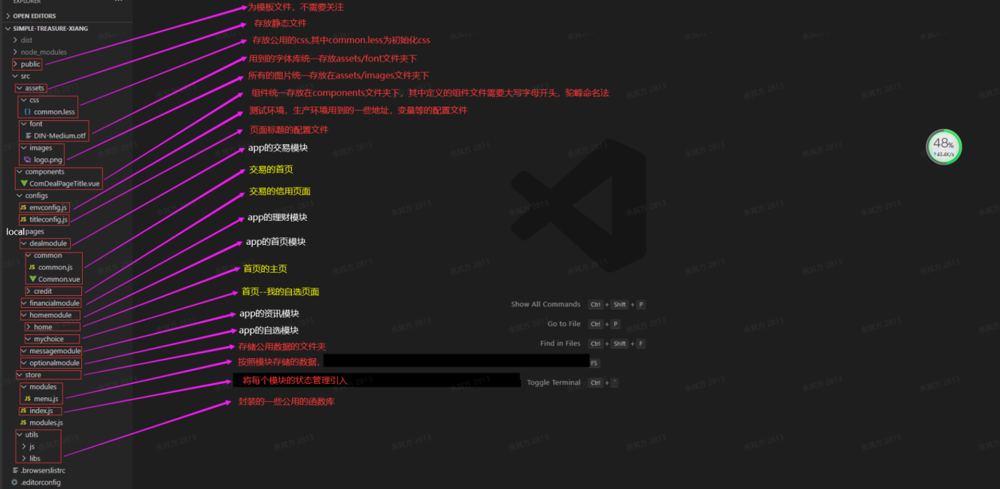 EXPLORER
OPEN EDITORS
SIMPLE-TREASURE-XIANG
dist
node_modules
public
src
assets
css
common.less
font
DIN-Medium.otf
images
logo.png
components
ComDealPageTitle.vue
configs
envconfig.js
titleconfig.js
local pages
dealmodule
common
common.js
Common.vue
credit
financialmodule
homemodule
home
mychoice
messagemodule
optionalmodule
store
modules
menu.js
index.js
modules.js
utils
js
libs
.browserslistrc
.editorconfig
为模板文件，不需要关注
存放静态文件
存放公用的css,其中common.less为初始化css
用到的字体库统一存放assets/font文件夹下
所有的图片统一存放在assets/images文件夹下
组件统一存放在components文件夹下，其中定义的组件文件需要大写字母开头，驼峰命名法
测试环境，生产环境用到的一些地址，变量等的配置文件
页面标题的配置文件
app的交易模块
交易的首页
交易的信用页面
app的理财模块
app的首页模块
首页的主页
首页--我的自选页面
app的资讯模块
app的自选模块
存储公用数据的文件夹
按照模块存储的数据，
将每个模块的状态管理引入
封装的一些公用的函数库
Show All Commands Ctrl + Shift + P
Go to File Ctrl + P
Find in Files Ctrl + Shift + F
F5
Toggle Terminal Ctrl + `
48%
↑43.4K/s